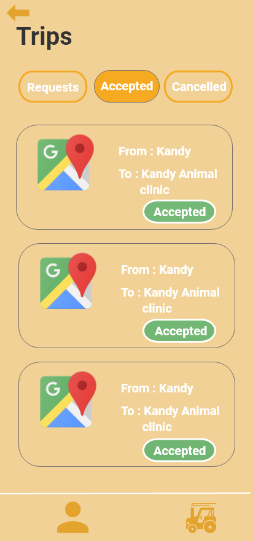 Trips
Requests
Accepted
Cancelled
G
From : Kandy
To : Kandy Animal
clinic
Accepted
G
From : Kandy
To : Kandy Animal
clinic
Accepted
G
From : Kandy
To : Kandy Animal
clinic
Accepted